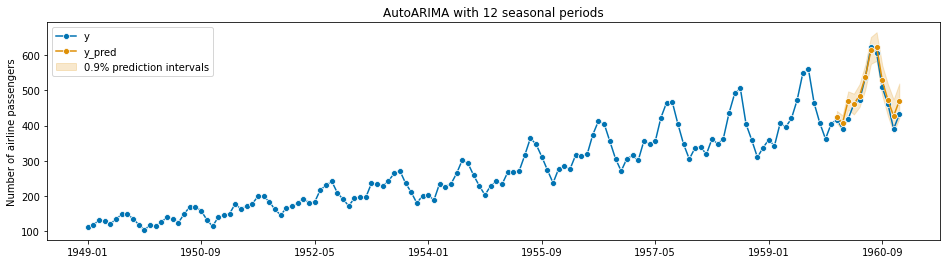 AutoARIMA with 12 seasonal periods
Number of airline passengers
600
500
400
300
200
100
y
y_pred
0.9% prediction intervals
1949-01
1950-09
1952-05
1954-01
1955-09
1957-05
1959-01
1960-09